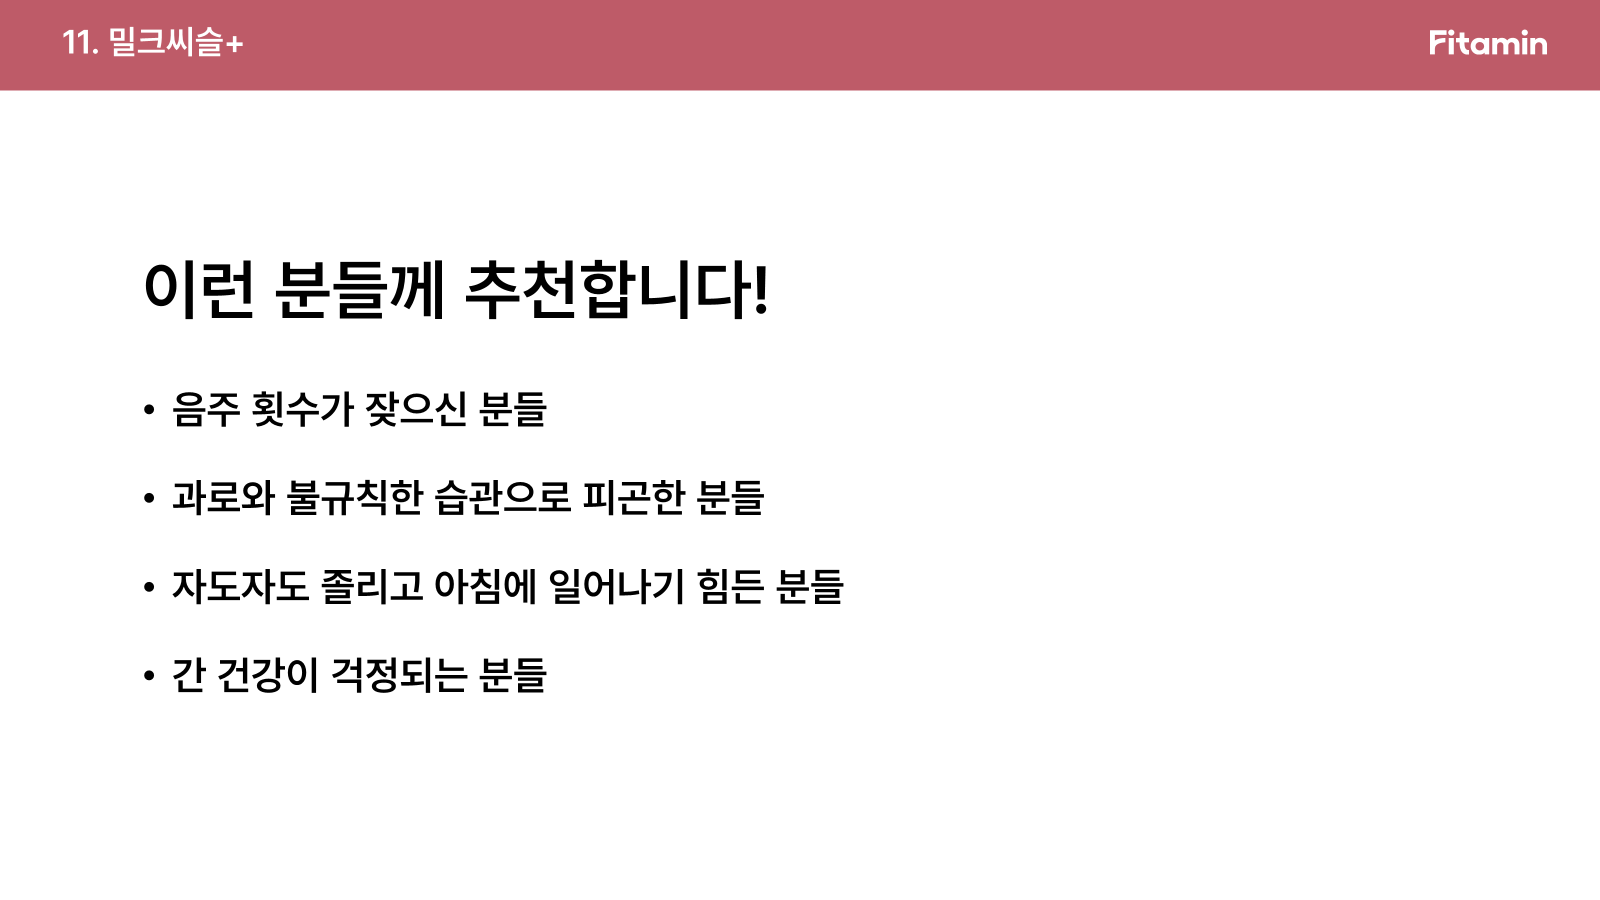 11. 밀크씨슬+
Fitamin
이런 분들께 추천합니다!
• 음주 횟수가 잦으신 분들
• 과로와 불규칙한 습관으로 피곤한 분들
• 자도자도 졸리고 아침에 일어나기 힘든 분들
• 간 건강이 걱정되는 분들